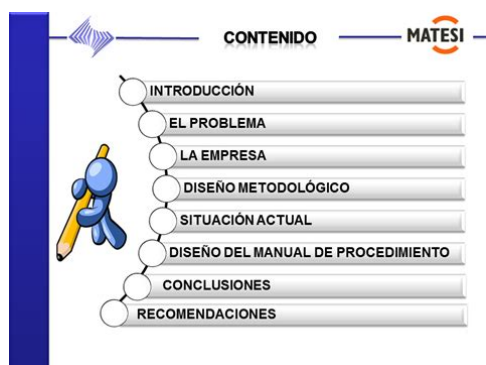 CONTENIDO
MATESI
INTRODUCCIÓN
EL PROBLEMA
LA EMPRESA
DISEÑO METODOLÓGICO
SITUACIÓN ACTUAL
DISEÑO DEL MANUAL DE PROCEDIMIENTO
CONCLUSIONES
RECOMENDACIONES